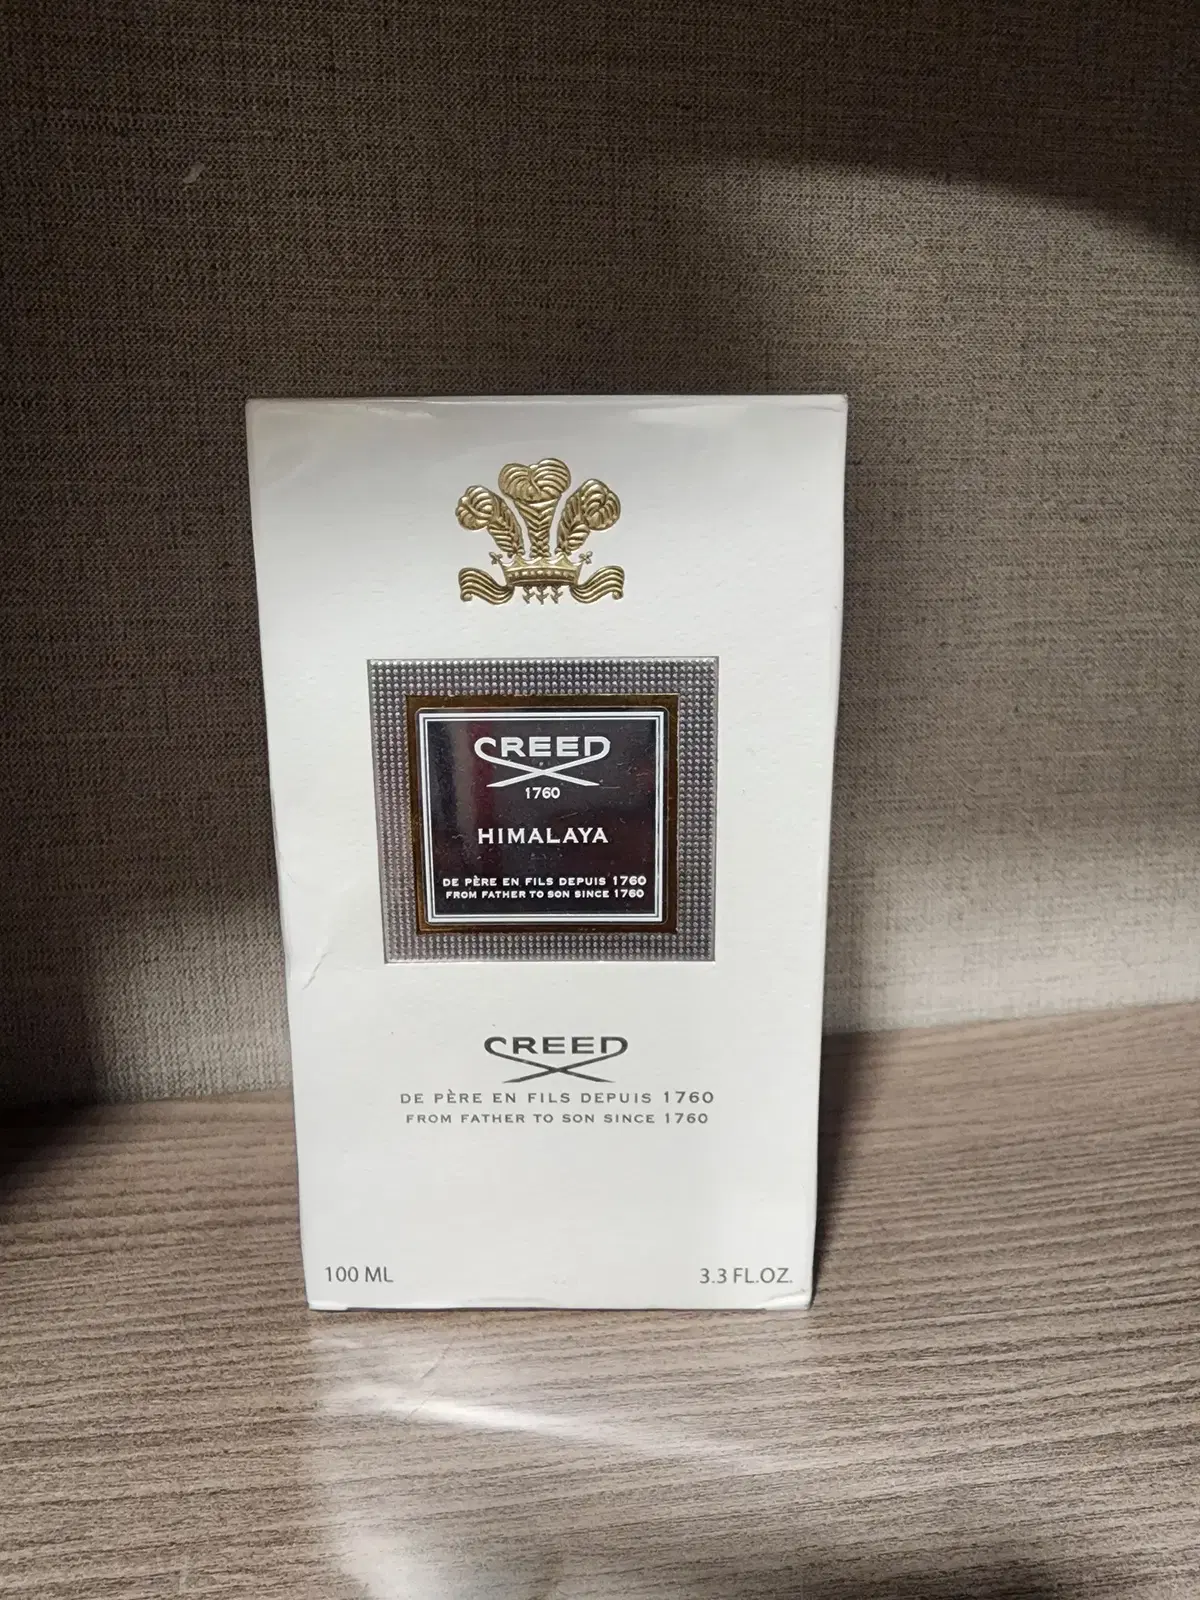 CREED
1760
HIMALAYA
DE PÈRE EN FILS DEPUIS 1760
FROM FATHER TO SON SINCE 1760
CREED
DE PÈRE EN FILS DEPUIS 1760
FROM FATHER TO SON SINCE 1760
100 ML 3.3 FL.OZ.